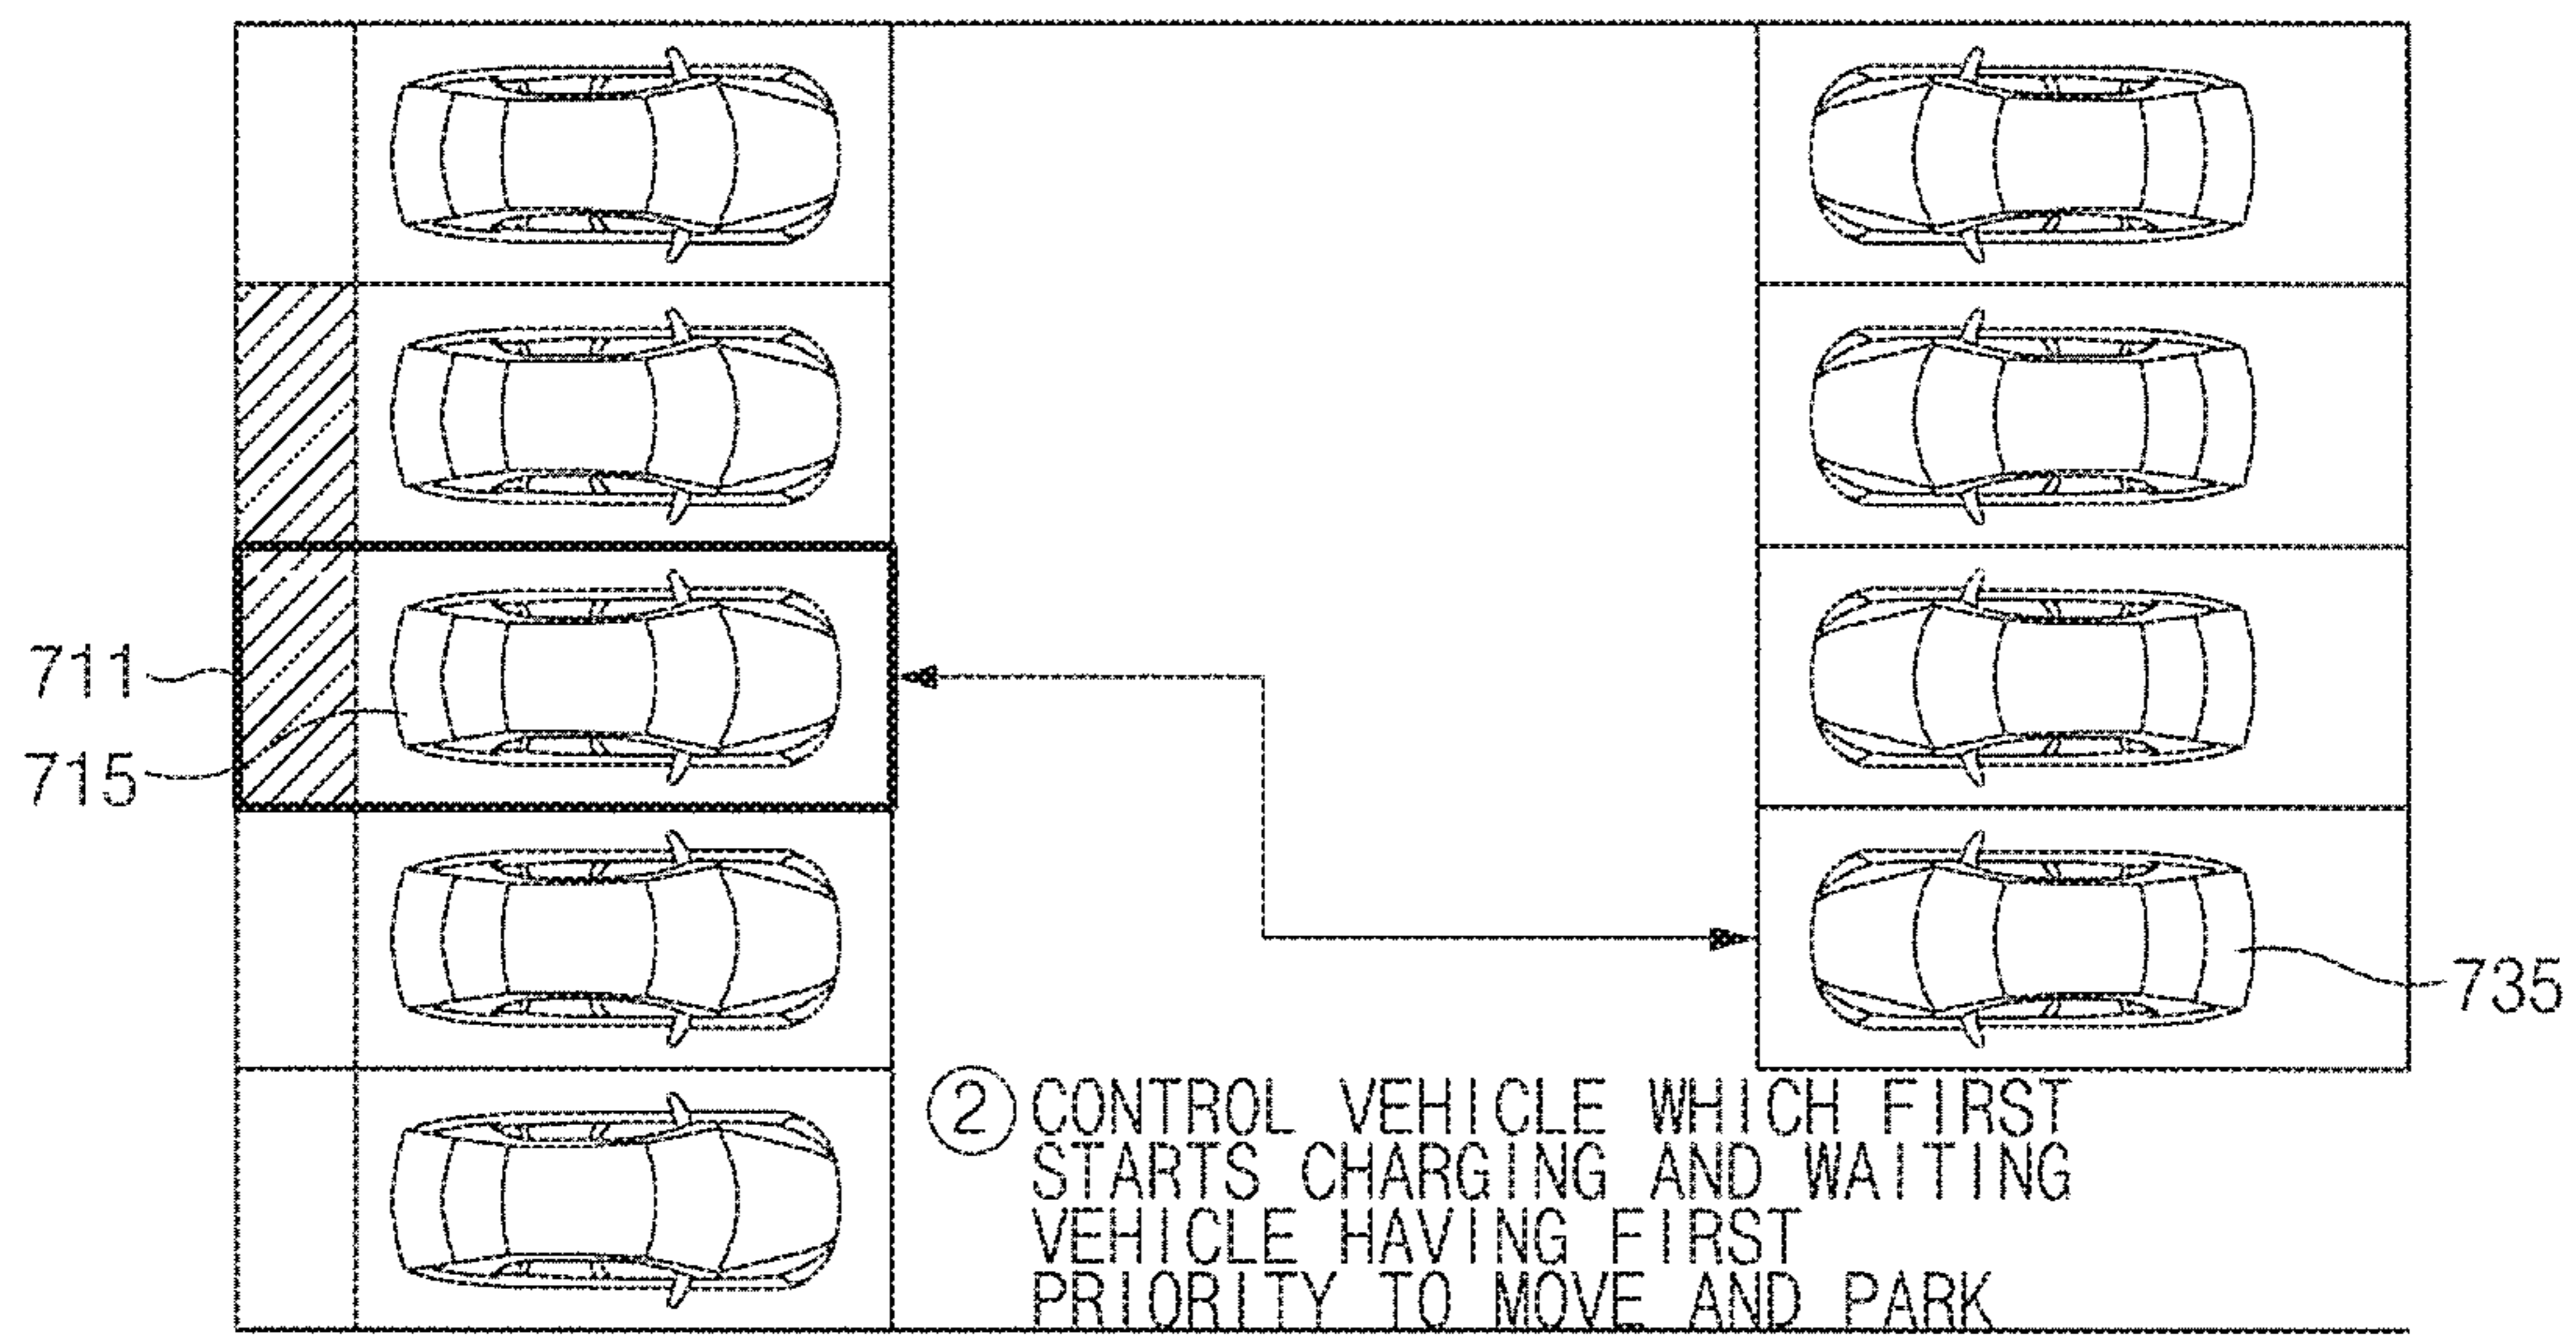 711
715
735
② CONTROL VEHICLE WHICH FIRST
STARTS CHARGING AND WAITING
VEHICLE HAVING FIRST
PRIORITY TO MOVE AND PARK